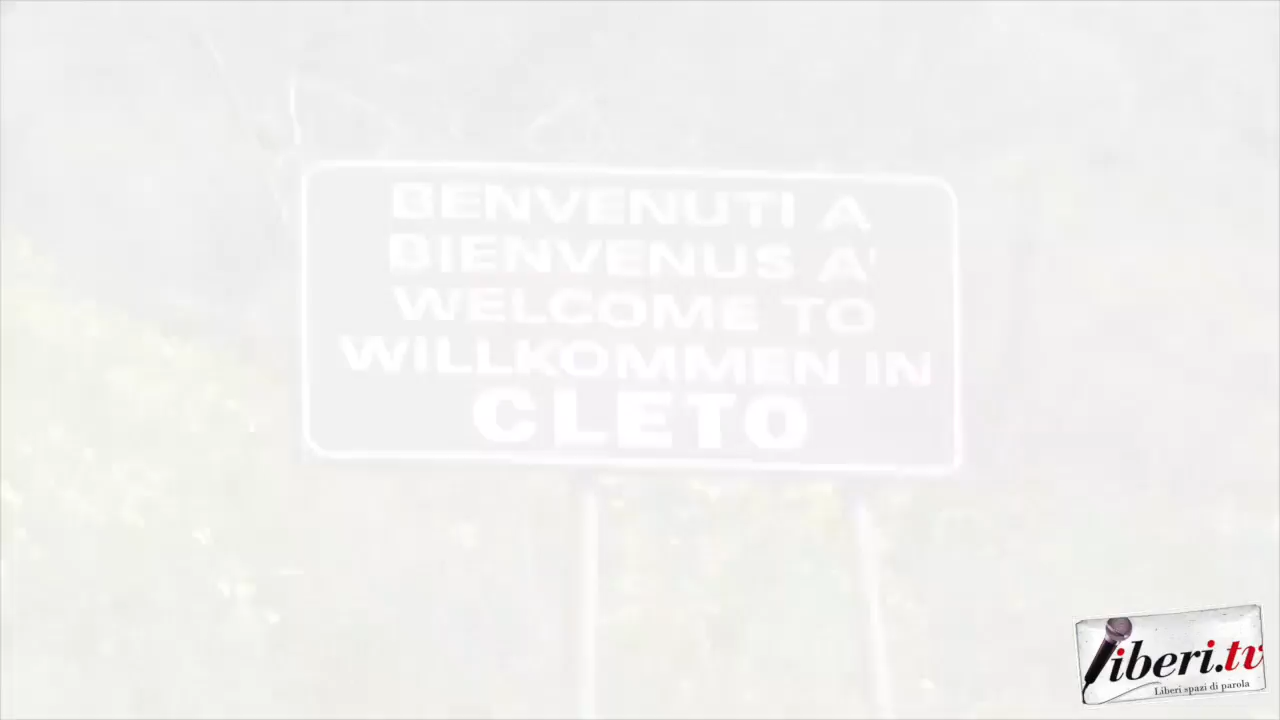 BENVENUTI A
BIENVENUS A'
WELCOME TO
WILLKOMMEN IN
CLETO
liberi.tv
Liberi spazi di parola